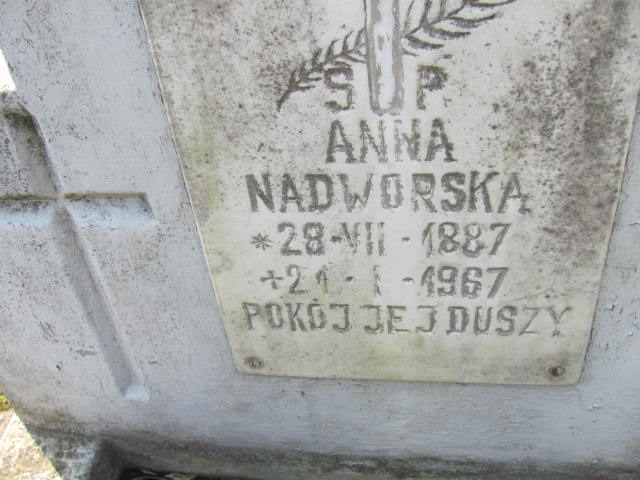 Ś P
ANNA
NADWORSKA
*28-VII-1887
+21-I-1967
POKÓJ JEJ DUSZY